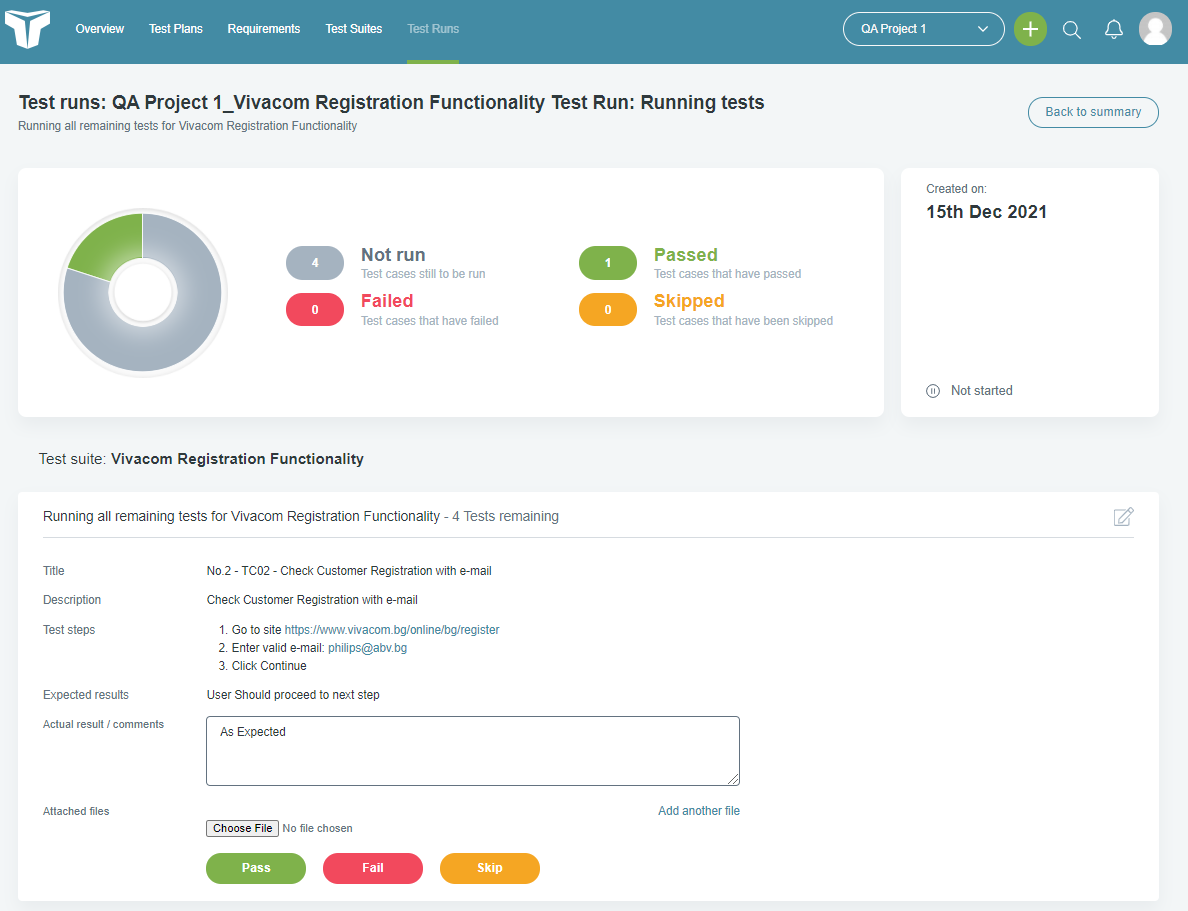 Overview Test Plans Requirements Test Suites Test Runs QA Project 1
Test runs: QA Project 1_Vivacom Registration Functionality Test Run: Running tests
Running all remaining tests for Vivacom Registration Functionality
Back to summary
4 Not run
Test cases still to be run
1 Passed
Test cases that have passed
0 Failed
Test cases that have failed
0 Skipped
Test cases that have been skipped
Created on:
15th Dec 2021
Not started
Test suite: Vivacom Registration Functionality
Running all remaining tests for Vivacom Registration Functionality - 4 Tests remaining
Title No.2 - TC02 - Check Customer Registration with e-mail
Description Check Customer Registration with e-mail
Test steps 1. Go to site https://www.vivacom.bg/online/bg/register
2. Enter valid e-mail: philips@abv.bg
3. Click Continue
Expected results User Should proceed to next step
Actual result / comments As Expected
Attached files Add another file
Choose File No file chosen
Pass Fail Skip